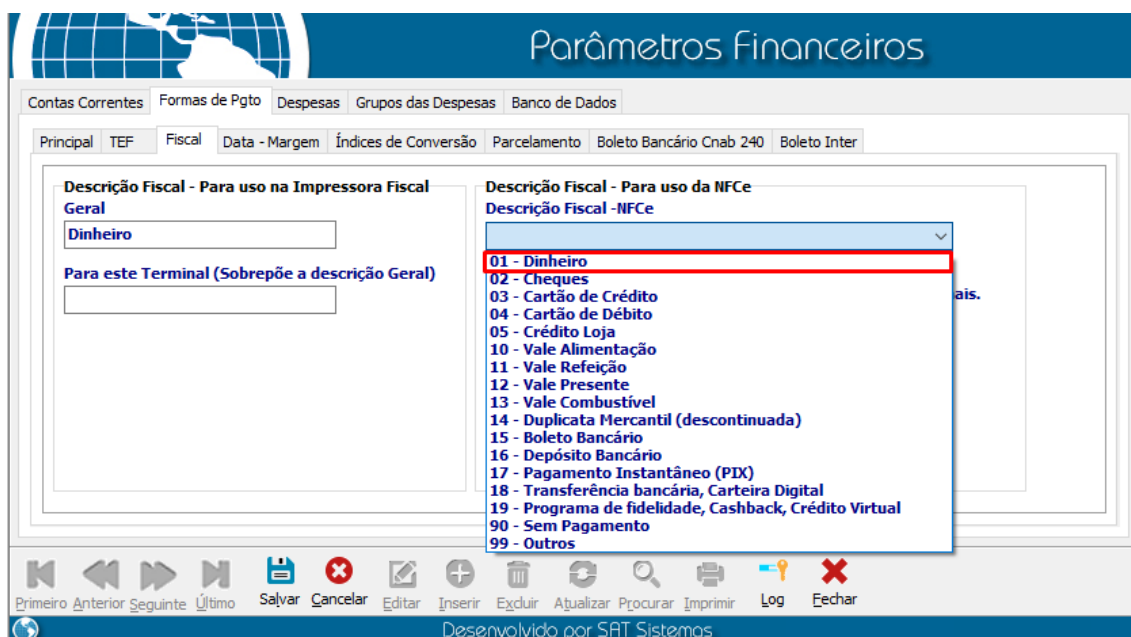 Parâmetros Financeiros
Contas Correntes Formas de Pgto Despesas Grupos das Despesas Banco de Dados
Principal TEF Fiscal Data - Margem Índices de Conversão Parcelamento Boleto Bancário Cnab 240 Boleto Inter
Descrição Fiscal - Para uso na Impressora Fiscal
Geral
Dinheiro
Para este Terminal (Sobrepõe a descrição Geral)
Descrição Fiscal - Para uso da NFCe
Descrição Fiscal -NFCe
01 - Dinheiro
02 - Cheques
03 - Cartão de Crédito
ais.
04 - Cartão de Débito
05 - Crédito Loja
10 - Vale Alimentação
11 - Vale Refeição
12 - Vale Presente
13 - Vale Combustível
14 - Duplicata Mercantil (descontinuada)
15 - Boleto Bancário
16 - Depósito Bancário
17 - Pagamento Instantâneo (PIX)
18 - Transferência bancária, Carteira Digital
19 - Programa de fidelidade, Cashback, Crédito Virtual
90 - Sem Pagamento
99 - Outros
Primeiro Anterior Seguinte Último Salvar Cancelar Editar Inserir Excluir Atualizar Procurar Imprimir Log Fechar
Desenvolvido por SAT Sistemas